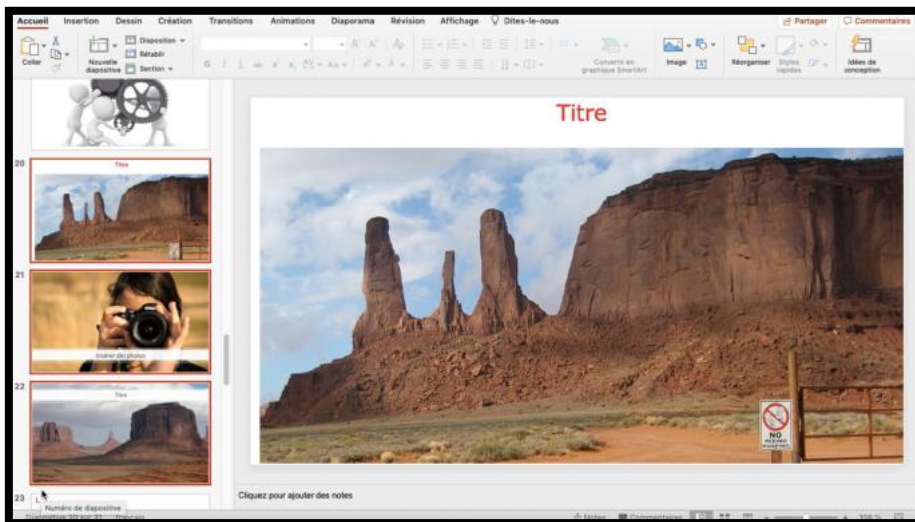 Accueil Insertion Dessin Création Transitions Animations Diaporama Révision Affichage Dites-le-nous Partager Commentaires
Coller
Nouvelle diapositive
Disposition
Rétablir
Section
G I S
Convertir en graphique SmartArt
Image
Réorganiser
Styles rapides
Idées de conception
20
Titre
21
Insérer des photos
22
Titre
23
Numéro de diapositive
Titre
NO
Cliquez pour ajouter des notes
Notes Commentaires